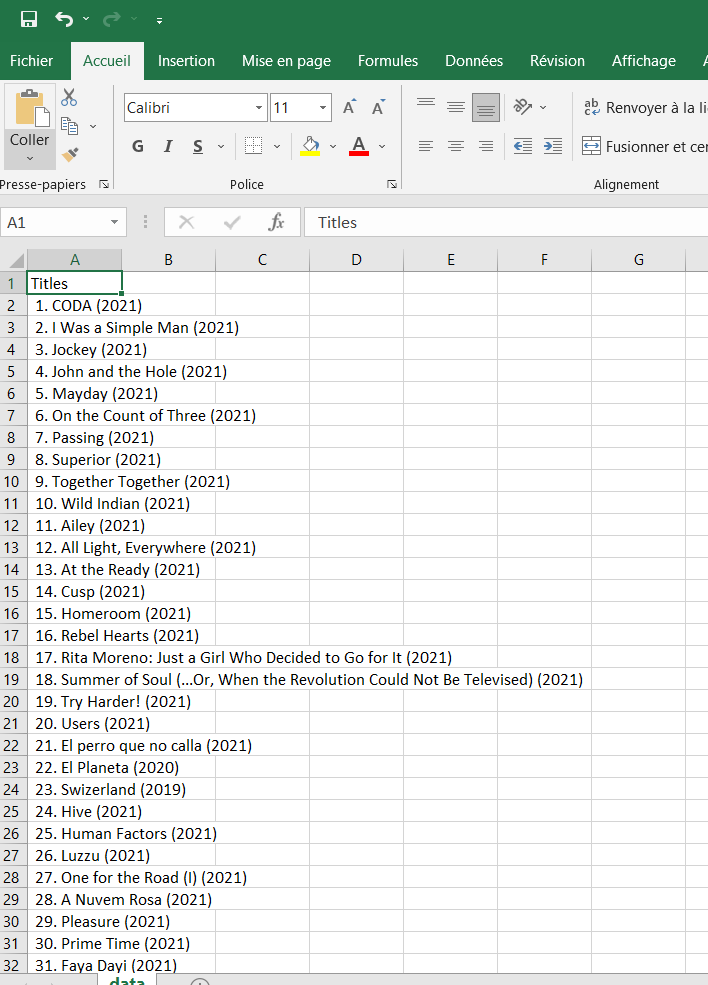 Fichier Accueil Insertion Mise en page Formules Données Révision Affichage
Calibri 11 A A ab Renvoyer à la li
Coller G I S A Fusionner et cer
Presse-papiers Police Alignement
A1 fx Titles
A B C D E F G
1 Titles
2 1. CODA (2021)
3 2. I Was a Simple Man (2021)
4 3. Jockey (2021)
5 4. John and the Hole (2021)
6 5. Mayday (2021)
7 6. On the Count of Three (2021)
8 7. Passing (2021)
9 8. Superior (2021)
10 9. Together Together (2021)
11 10. Wild Indian (2021)
12 11. Ailey (2021)
13 12. All Light, Everywhere (2021)
14 13. At the Ready (2021)
15 14. Cusp (2021)
16 15. Homeroom (2021)
17 16. Rebel Hearts (2021)
18 17. Rita Moreno: Just a Girl Who Decided to Go for It (2021)
19 18. Summer of Soul (...Or, When the Revolution Could Not Be Televised) (2021)
20 19. Try Harder! (2021)
21 20. Users (2021)
22 21. El perro que no calla (2021)
23 22. El Planeta (2020)
24 23. Swizerland (2019)
25 24. Hive (2021)
26 25. Human Factors (2021)
27 26. Luzzu (2021)
28 27. One for the Road (I) (2021)
29 28. A Nuvem Rosa (2021)
30 29. Pleasure (2021)
31 30. Prime Time (2021)
32 31. Faya Dayi (2021)
data